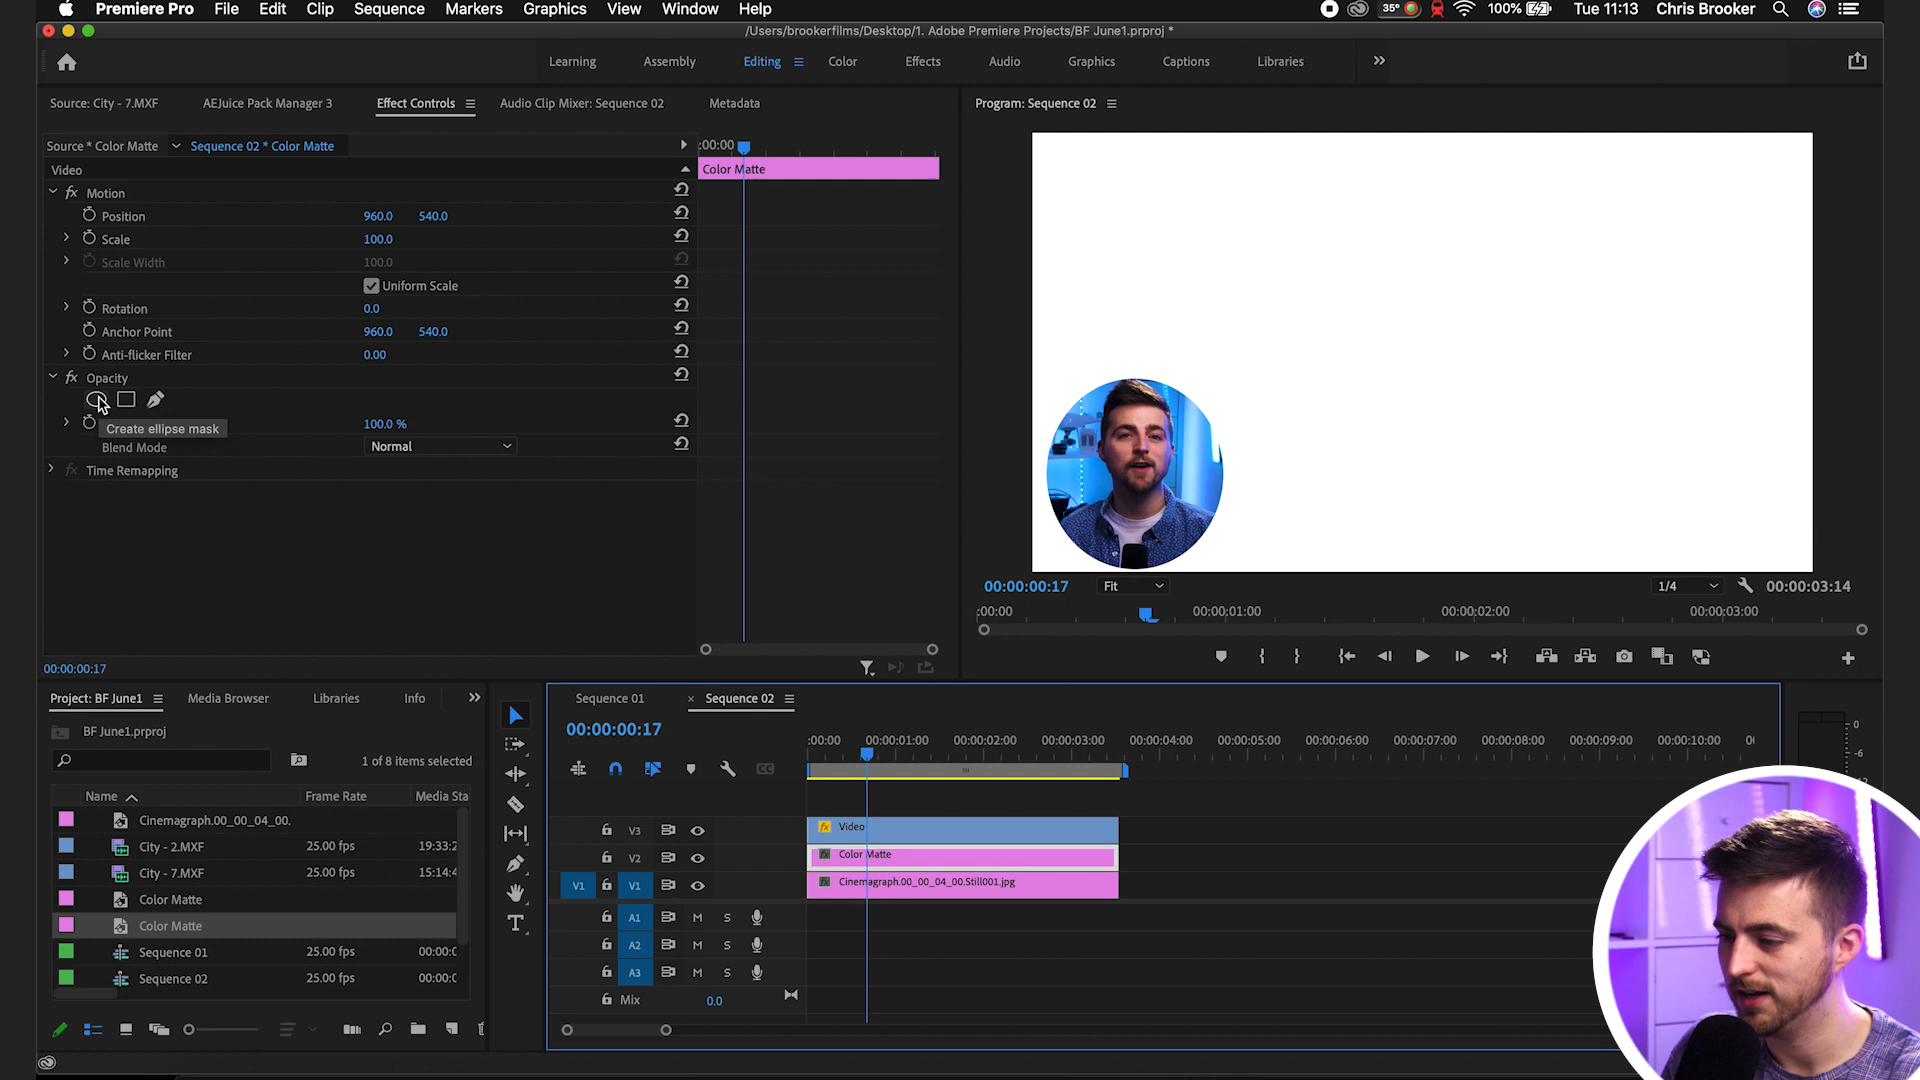 Premiere Pro File Edit Clip Sequence Markers Graphics View Window Help 35° 100% Tue 11:13 Chris Brooker
/Users/brookerfilms/Desktop/1. Adobe Premiere Projects/BF June1.prproj *
Learning Assembly Editing Color Effects Audio Graphics Captions Libraries
Source: City - 7.MXF AEJuice Pack Manager 3 Effect Controls Audio Clip Mixer: Sequence 02 Metadata
Program: Sequence 02
Source * Color Matte Sequence 02 * Color Matte :00:00
Video Color Matte
fx Motion
Position 960.0 540.0
Scale 100.0
Scale Width 100.0
Uniform Scale
Rotation 0.0
Anchor Point 960.0 540.0
Anti-flicker Filter 0.00
fx Opacity
100.0 %
Create ellipse mask
Blend Mode Normal
fx Time Remapping
00:00:00:17 Fit 1/4 00:00:03:14
:00:00 00:00:01:00 00:00:02:00 00:00:03:00
00:00:00:17
Project: BF June1 Media Browser Libraries Info
BF June1.prproj
1 of 8 items selected
Name Frame Rate Media Sta
Cinemagraph.00_00_04_00.
City - 2.MXF 25.00 fps 19:33:2
City - 7.MXF 25.00 fps 15:14:4
Color Matte
Color Matte
Sequence 01 25.00 fps 00:00:0
Sequence 02 25.00 fps 00:00:0
Sequence 01 × Sequence 02
00:00:00:17
:00:00 00:00:01:00 00:00:02:00 00:00:03:00 00:00:04:00 00:00:05:00 00:00:06:00 00:00:07:00 00:00:08:00 00:00:09:00 00:00:10:00
V3 fx Video
V2 fx Color Matte
V1 V1 fx Cinemagraph.00_00_04_00.Still001.jpg
A1 M S
A2 M S
A3 M S
Mix 0.0
0
-6